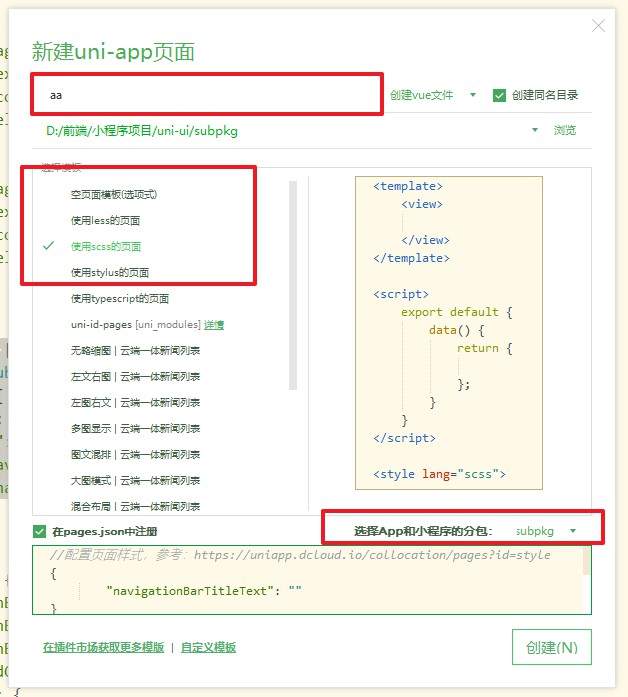 新建uni-app页面
aa
创建vue文件
创建同名目录
D:/前端/小程序项目/uni-ui/subpkg
浏览
选择模板
空页面模板(选项式)
使用less的页面
使用scss的页面
使用stylus的页面
使用typescript的页面
uni-id-pages [uni_modules] 详情
无略缩图 | 云端一体新闻列表
左文右图 | 云端一体新闻列表
左图右文 | 云端一体新闻列表
多图显示 | 云端一体新闻列表
图文混排 | 云端一体新闻列表
大图模式 | 云端一体新闻列表
混合布局 | 云端一体新闻列表
<template>
<view>
</view>
</template>
<script>
export default {
data() {
return {
};
}
}
</script>
<style lang="scss">
在pages.json中注册
选择App和小程序的分包:
subpkg
//配置页面样式，参考：https://uniapp.dcloud.io/collocation/pages?id=style
{
"navigationBarTitleText": ""
}
在插件市场获取更多模版 | 自定义模板
创建(N)